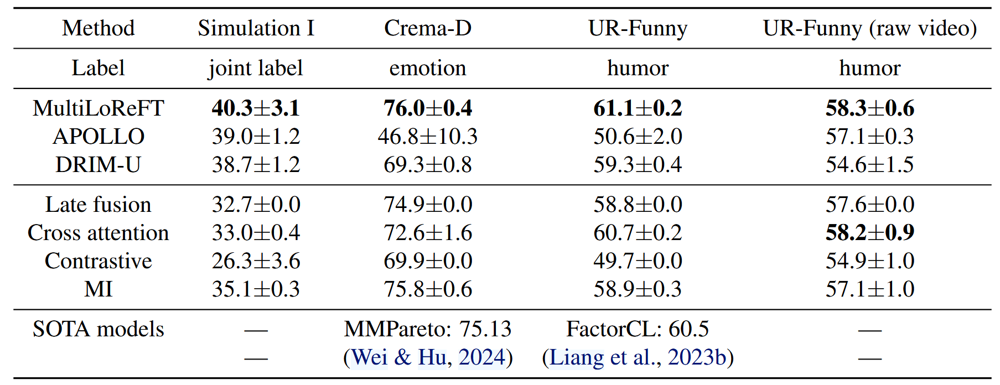 Method Simulation I Crema-D UR-Funny UR-Funny (raw video)
Label joint label emotion humor humor
MultiLoReFT 40.3±3.1 76.0±0.4 61.1±0.2 58.3±0.6
APOLLO 39.0±1.2 46.8±10.3 50.6±2.0 57.1±0.3
DRIM-U 38.7±1.2 69.3±0.8 59.3±0.4 54.6±1.5
Late fusion 32.7±0.0 74.9±0.0 58.8±0.0 57.6±0.0
Cross attention 33.0±0.4 72.6±1.6 60.7±0.2 58.2±0.9
Contrastive 26.3±3.6 69.9±0.0 49.7±0.0 54.9±1.0
MI 35.1±0.3 75.8±0.6 58.9±0.3 57.1±1.0
SOTA models — MMPareto: 75.13 FactorCL: 60.5 —
— (Wei & Hu, 2024) (Liang et al., 2023b) —